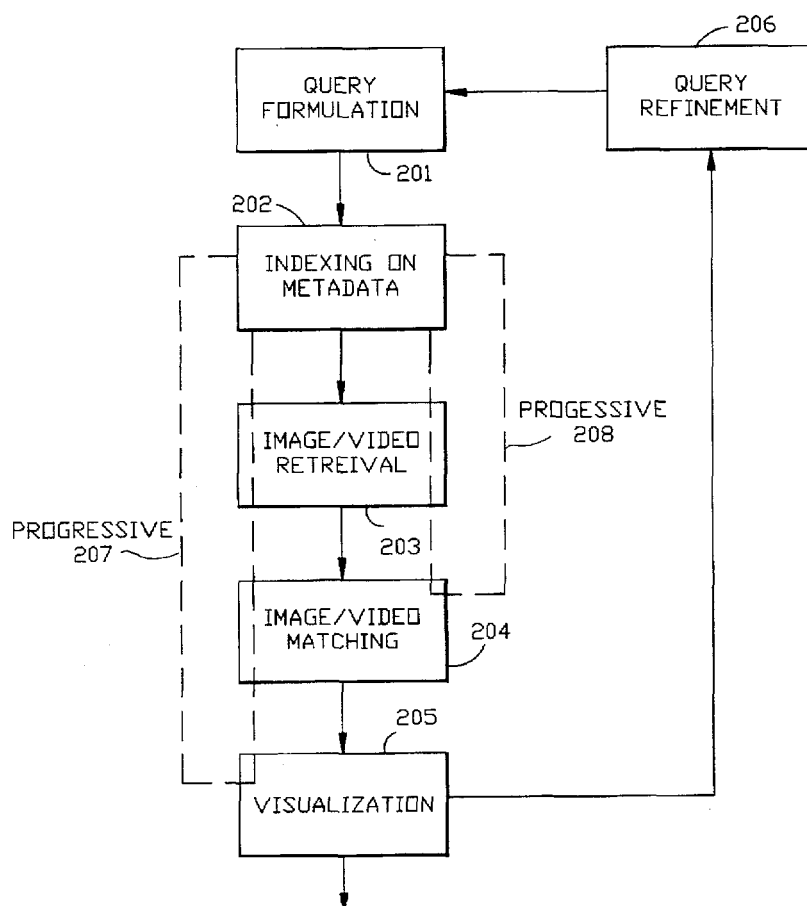 206
QUERY
FORMULATION
QUERY
REFINEMENT
201
202
INDEXING ON
METADATA
PROGESSIVE
208
IMAGE/VIDEO
RETREIVAL
PROGRESSIVE
207
203
IMAGE/VIDEO
MATCHING
204
205
VISUALIZATION